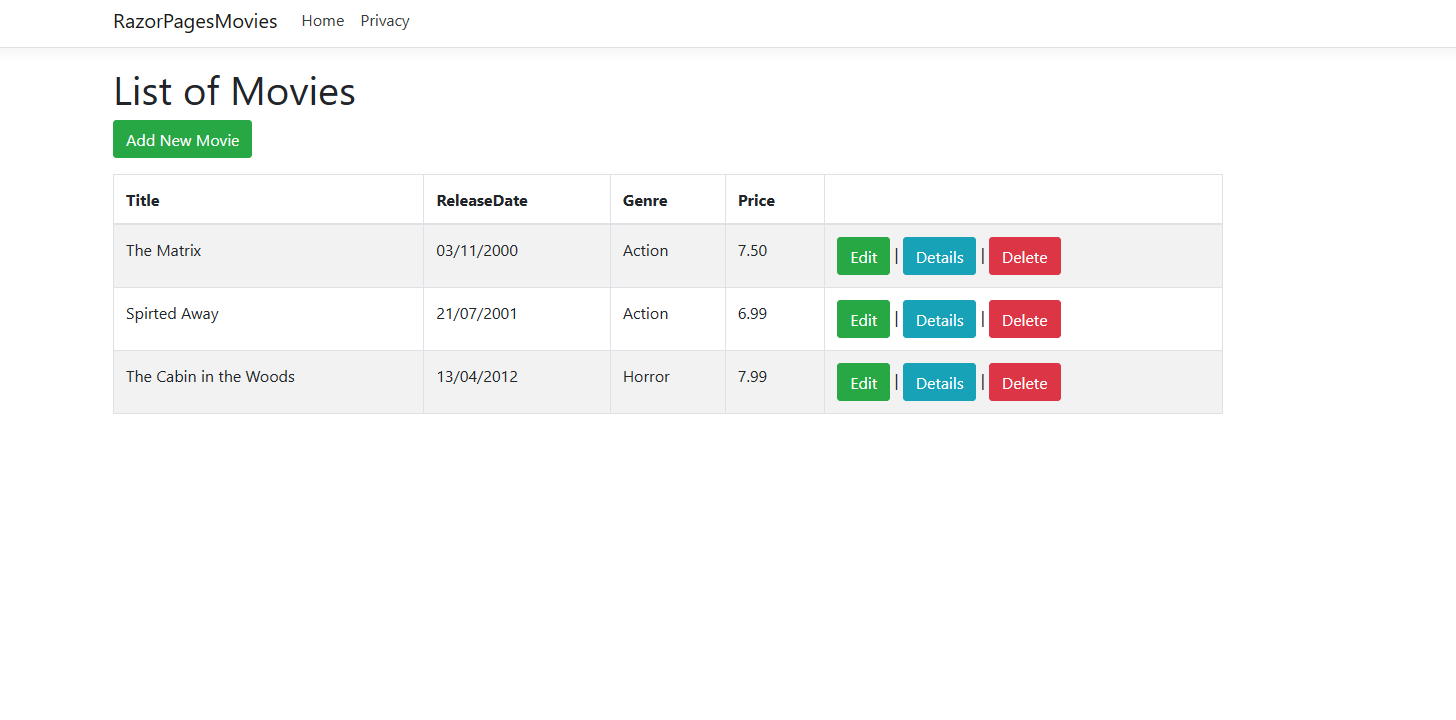 RazorPagesMovies Home Privacy
List of Movies
Add New Movie
Title ReleaseDate Genre Price
The Matrix 03/11/2000 Action 7.50 Edit | Details | Delete
Spirted Away 21/07/2001 Action 6.99 Edit | Details | Delete
The Cabin in the Woods 13/04/2012 Horror 7.99 Edit | Details | Delete